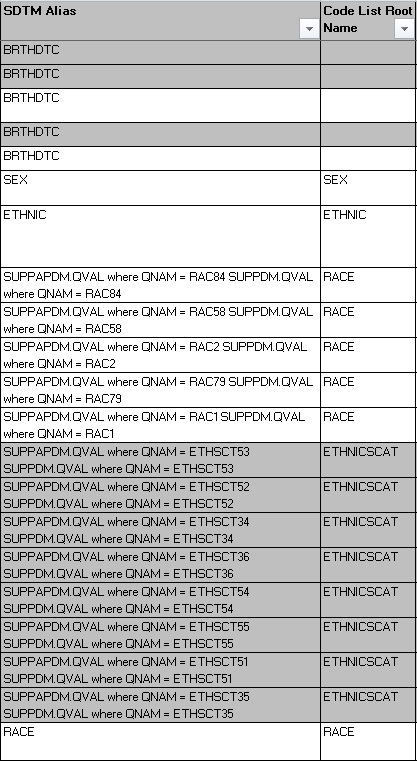 SDTM Alias Code List Root
Name
BRTHDTC
BRTHDTC
BRTHDTC
BRTHDTC
BRTHDTC
SEX SEX
ETHNIC ETHNIC
SUPPAPDM.QVAL where QNAM = RAC84 SUPPDM.QVAL RACE
where QNAM = RAC84
SUPPAPDM.QVAL where QNAM = RAC58 SUPPDM.QVAL RACE
where QNAM = RAC58
SUPPAPDM.QVAL where QNAM = RAC2 SUPPDM.QVAL RACE
where QNAM = RAC2
SUPPAPDM.QVAL where QNAM = RAC79 SUPPDM.QVAL RACE
where QNAM = RAC79
SUPPAPDM.QVAL where QNAM = RAC1 SUPPDM.QVAL RACE
where QNAM = RAC1
SUPPAPDM.QVAL where QNAM = ETHSCT53 ETHNICSCAT
SUPPDM.QVAL where QNAM = ETHSCT53
SUPPAPDM.QVAL where QNAM = ETHSCT52 ETHNICSCAT
SUPPDM.QVAL where QNAM = ETHSCT52
SUPPAPDM.QVAL where QNAM = ETHSCT34 ETHNICSCAT
SUPPDM.QVAL where QNAM = ETHSCT34
SUPPAPDM.QVAL where QNAM = ETHSCT36 ETHNICSCAT
SUPPDM.QVAL where QNAM = ETHSCT36
SUPPAPDM.QVAL where QNAM = ETHSCT54 ETHNICSCAT
SUPPDM.QVAL where QNAM = ETHSCT54
SUPPAPDM.QVAL where QNAM = ETHSCT55 ETHNICSCAT
SUPPDM.QVAL where QNAM = ETHSCT55
SUPPAPDM.QVAL where QNAM = ETHSCT51 ETHNICSCAT
SUPPDM.QVAL where QNAM = ETHSCT51
SUPPAPDM.QVAL where QNAM = ETHSCT35 ETHNICSCAT
SUPPDM.QVAL where QNAM = ETHSCT35
RACE RACE